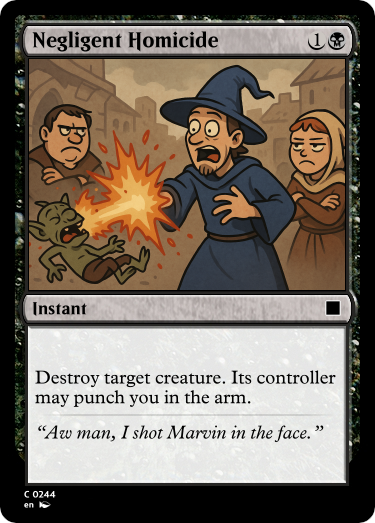 Negligent Homicide 1
Instant
Destroy target creature. Its controller
may punch you in the arm.
“Aw man, I shot Marvin in the face.”
C 0244
en